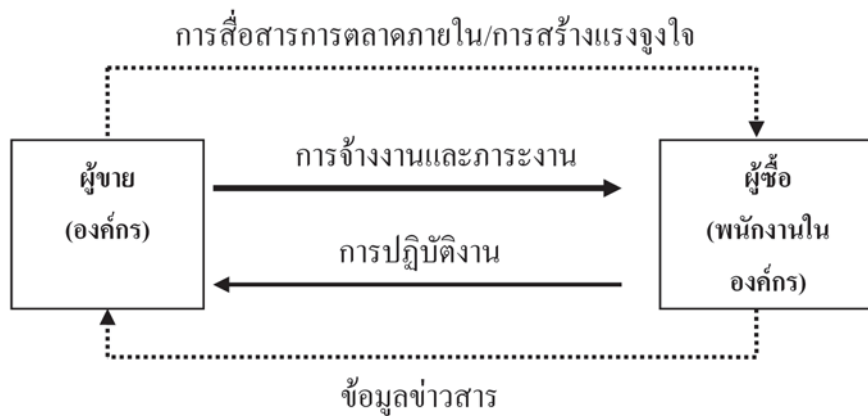 การสื่อสารการตลาดภายใน/การสร้างแรงจูงใจ
ผู้ขาย
(องค์กร)
การจ้างงานและภาระงาน
การปฏิบัติงาน
ผู้ซื้อ
(พนักงานใน
องค์กร)
ข้อมูลข่าวสาร